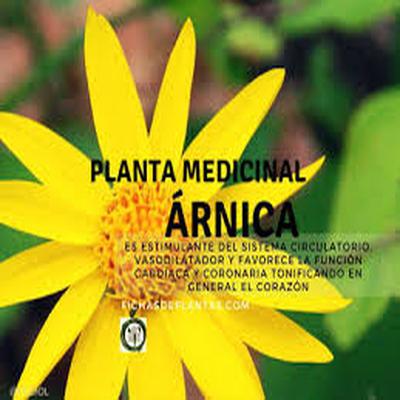 PLANTA MEDICINAL
ÁRNICA
ES ESTIMULANTE DEL SISTEMA CIRCULATORIO,
VASODILATADOR Y FAVORECE LA FUNCIÓN
CARDÍACA Y CORONARIA TONIFICANDO EN
GENERAL EL CORAZÓN
FICHASDEPLANTAS.COM